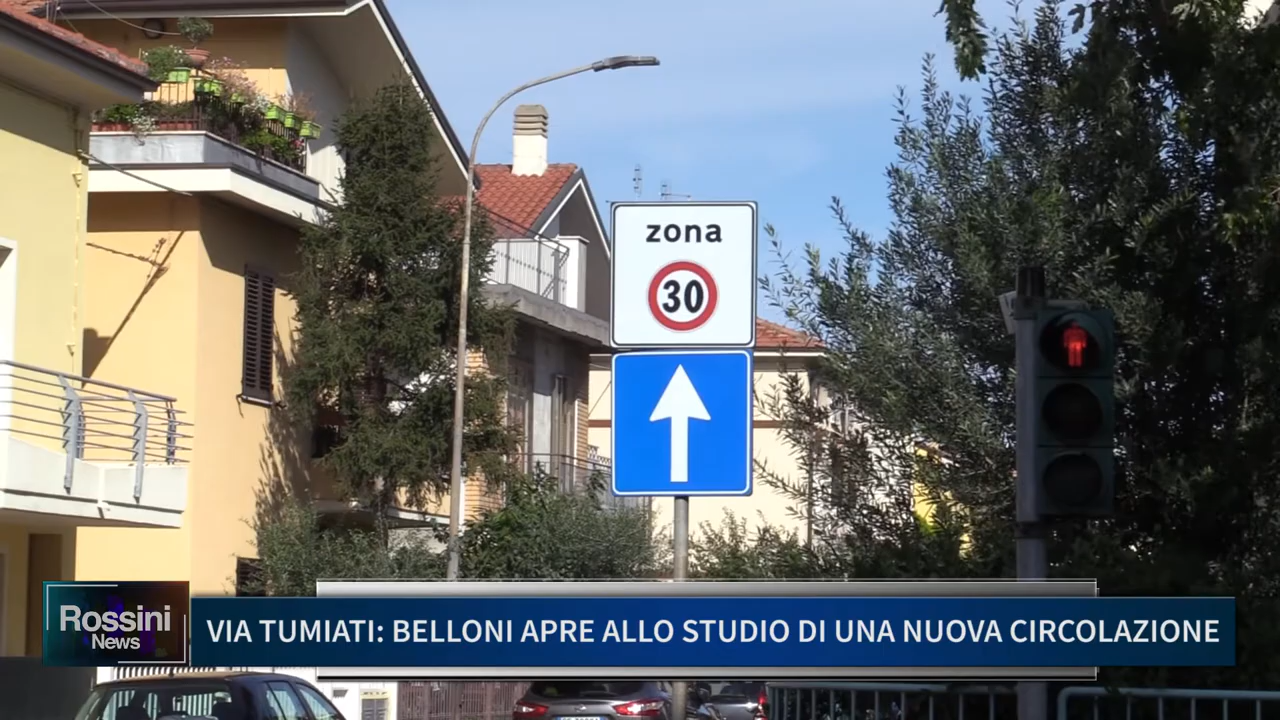 zona
30
Rossini
News
VIA TUMIATI: BELLONI APRE ALLO STUDIO DI UNA NUOVA CIRCOLAZIONE